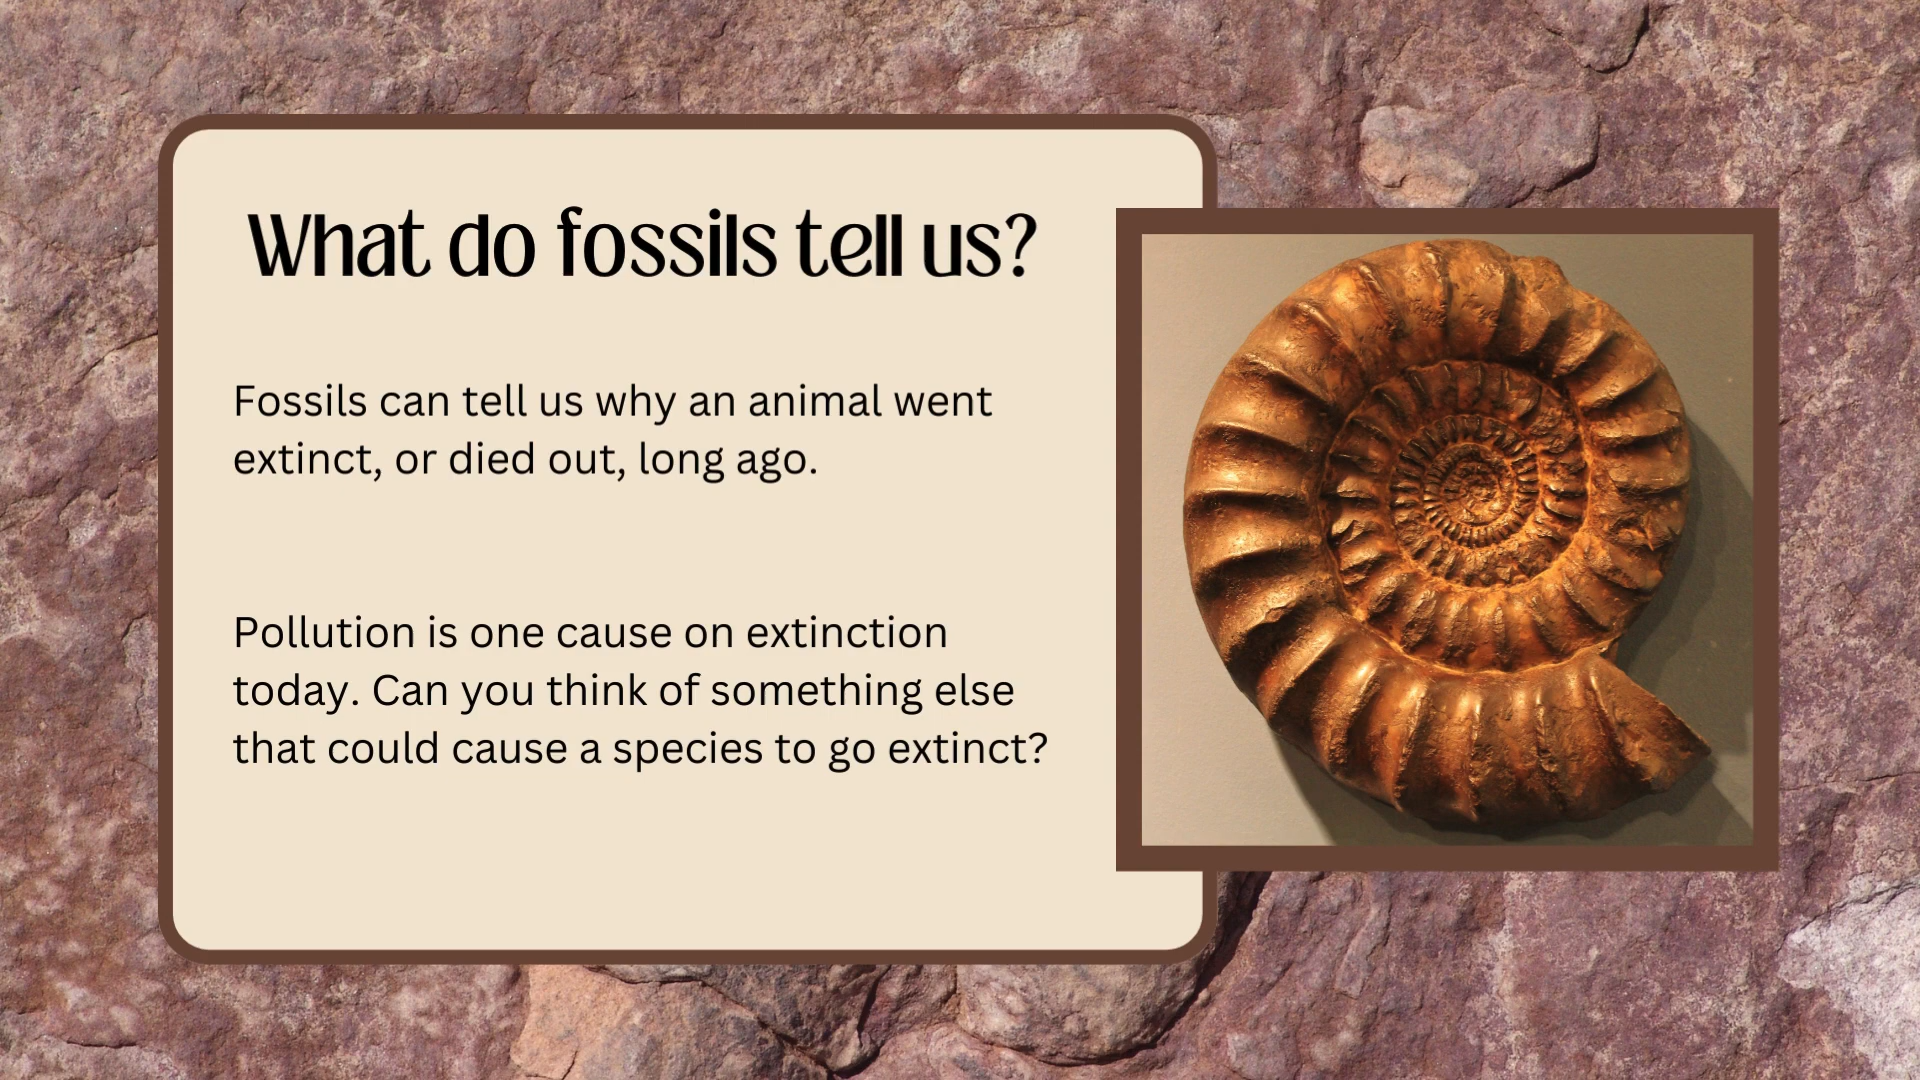 What do fossils tell us?
Fossils can tell us why an animal went
extinct, or died out, long ago.
Pollution is one cause on extinction
today. Can you think of something else
that could cause a species to go extinct?